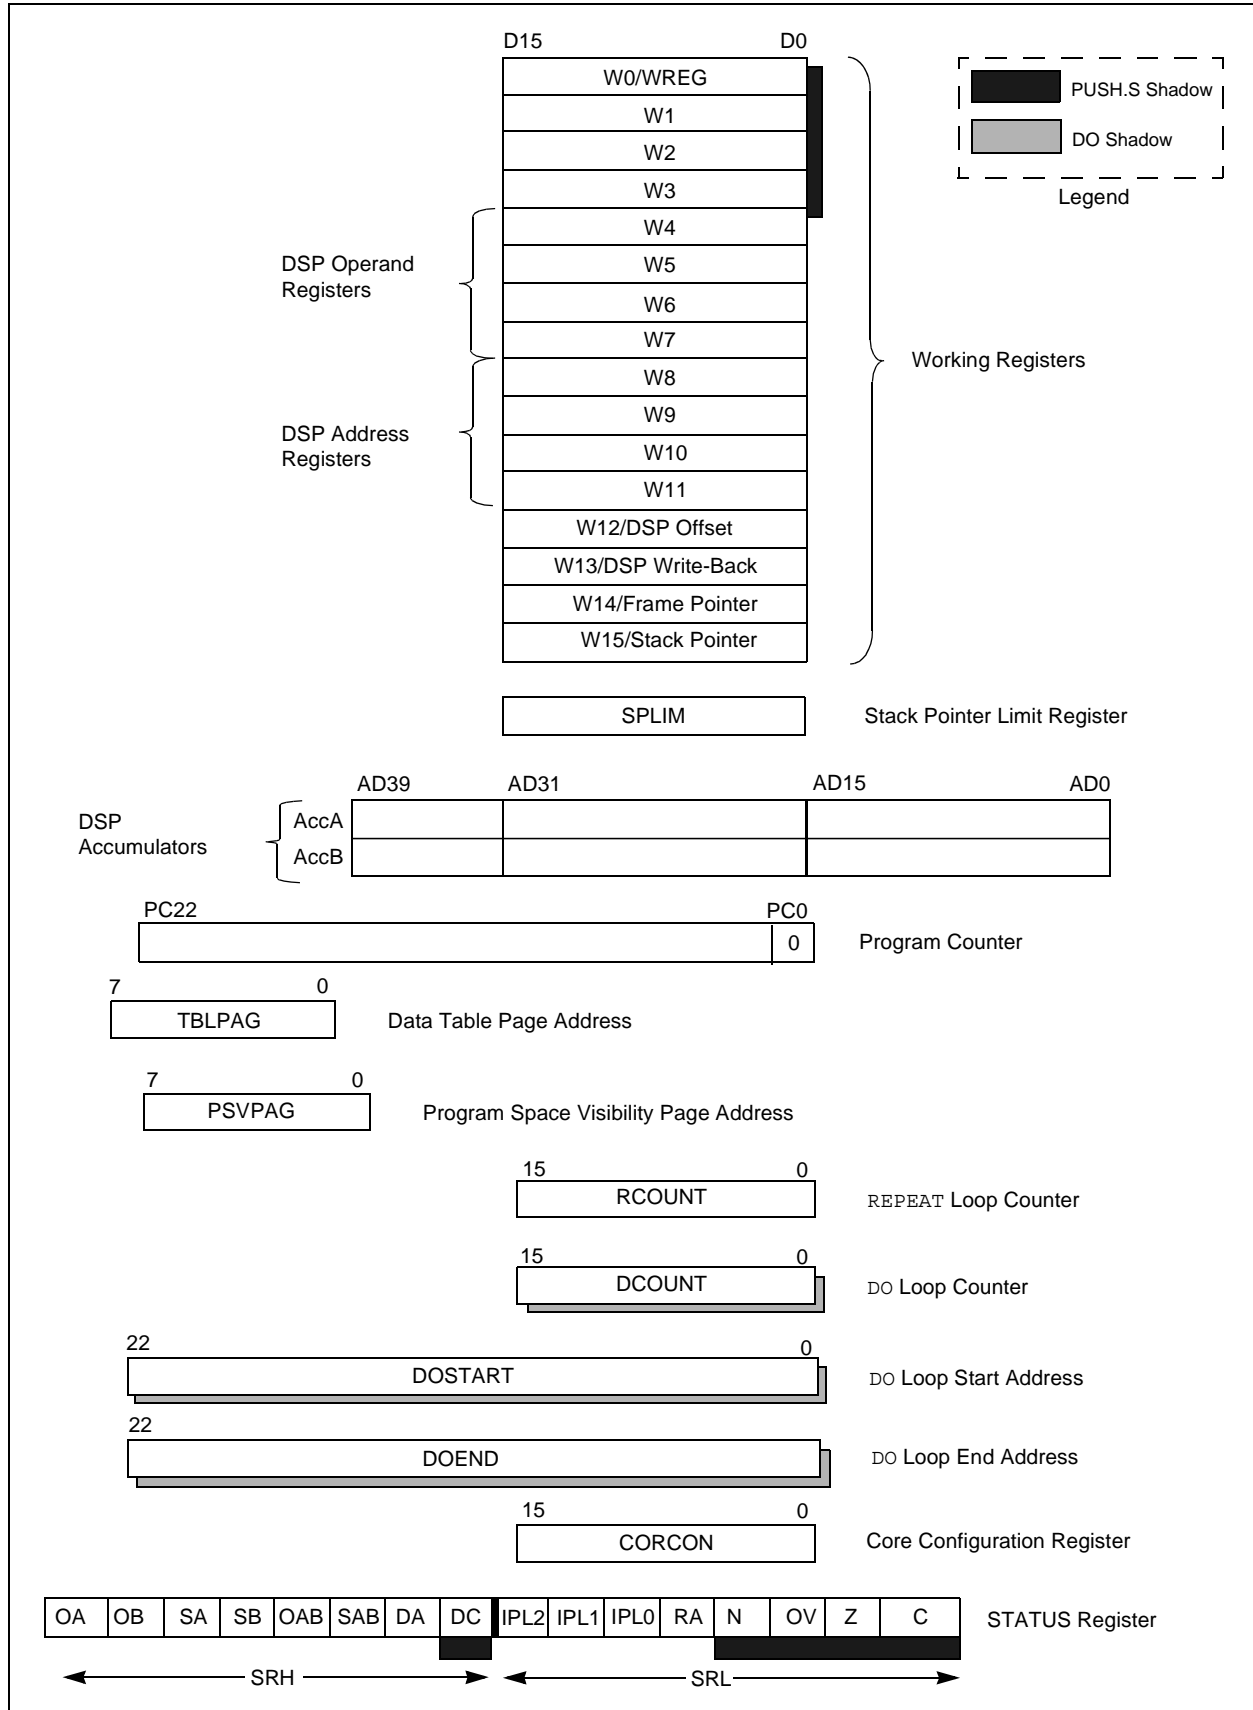 D15 D0
W0/WREG
PUSH.S Shadow
W1
DO Shadow
W2
W3
Legend
W4
DSP Operand
Registers
W5
W6
W7
Working Registers
W8
W9
DSP Address
Registers
W10
W11
W12/DSP Offset
W13/DSP Write-Back
W14/Frame Pointer
W15/Stack Pointer
SPLIM Stack Pointer Limit Register
AD39 AD31 AD15 AD0
DSP
Accumulators
AccA
AccB
PC22 PC0
0 Program Counter
7 0
TBLPAG Data Table Page Address
7 0
PSVPAG Program Space Visibility Page Address
15 0
RCOUNT REPEAT Loop Counter
15 0
DCOUNT DO Loop Counter
22 0
DOSTART DO Loop Start Address
22
DOEND DO Loop End Address
15 0
CORCON Core Configuration Register
OA OB SA SB OAB SAB DA DC IPL2 IPL1 IPL0 RA N OV Z C STATUS Register
SRH SRL